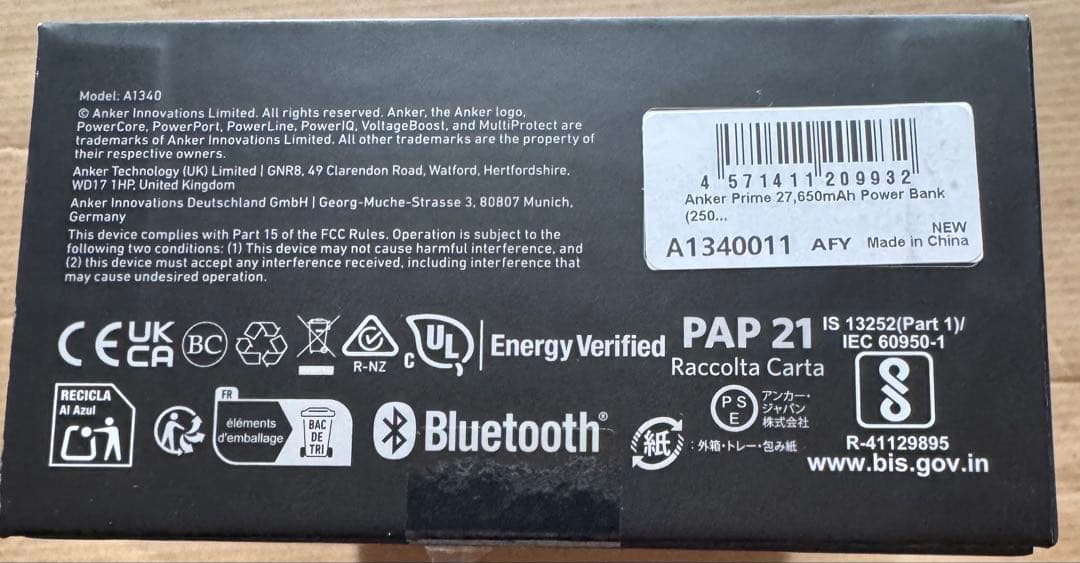 Model: A1340
© Anker Innovations Limited. All rights reserved. Anker, the Anker logo,
PowerCore, PowerPort, PowerLine, PowerIQ, VoltageBoost, and MultiProtect are
trademarks of Anker Innovations Limited. All other trademarks are the property of
their respective owners.
Anker Technology (UK) Limited | GNR8, 49 Clarendon Road, Watford, Hertfordshire,
WD17 1HP, United Kingdom
Anker Innovations Deutschland GmbH | Georg-Muche-Strasse 3, 80807 Munich,
Germany
This device complies with Part 15 of the FCC Rules. Operation is subject to the
following two conditions: (1) This device may not cause harmful interference, and
(2) this device must accept any interference received, including interference that
may cause undesired operation.
4 571411 209932
Anker Prime 27,650mAh Power Bank
(250...
NEW
A1340011 AFY Made in China
CE
UK
CA
BC
R-NZ
C UL
Energy Verified
PAP 21
Raccolta Carta
IS 13252(Part 1)/
IEC 60950-1
RECICLA
Al Azul
FR
éléments
d'emballage
BAC
DE
TRI
Bluetooth®
紙
:外箱・トレー・包み紙
PS
E
アンカー・
ジャパン
株式会社
R-41129895
www.bis.gov.in